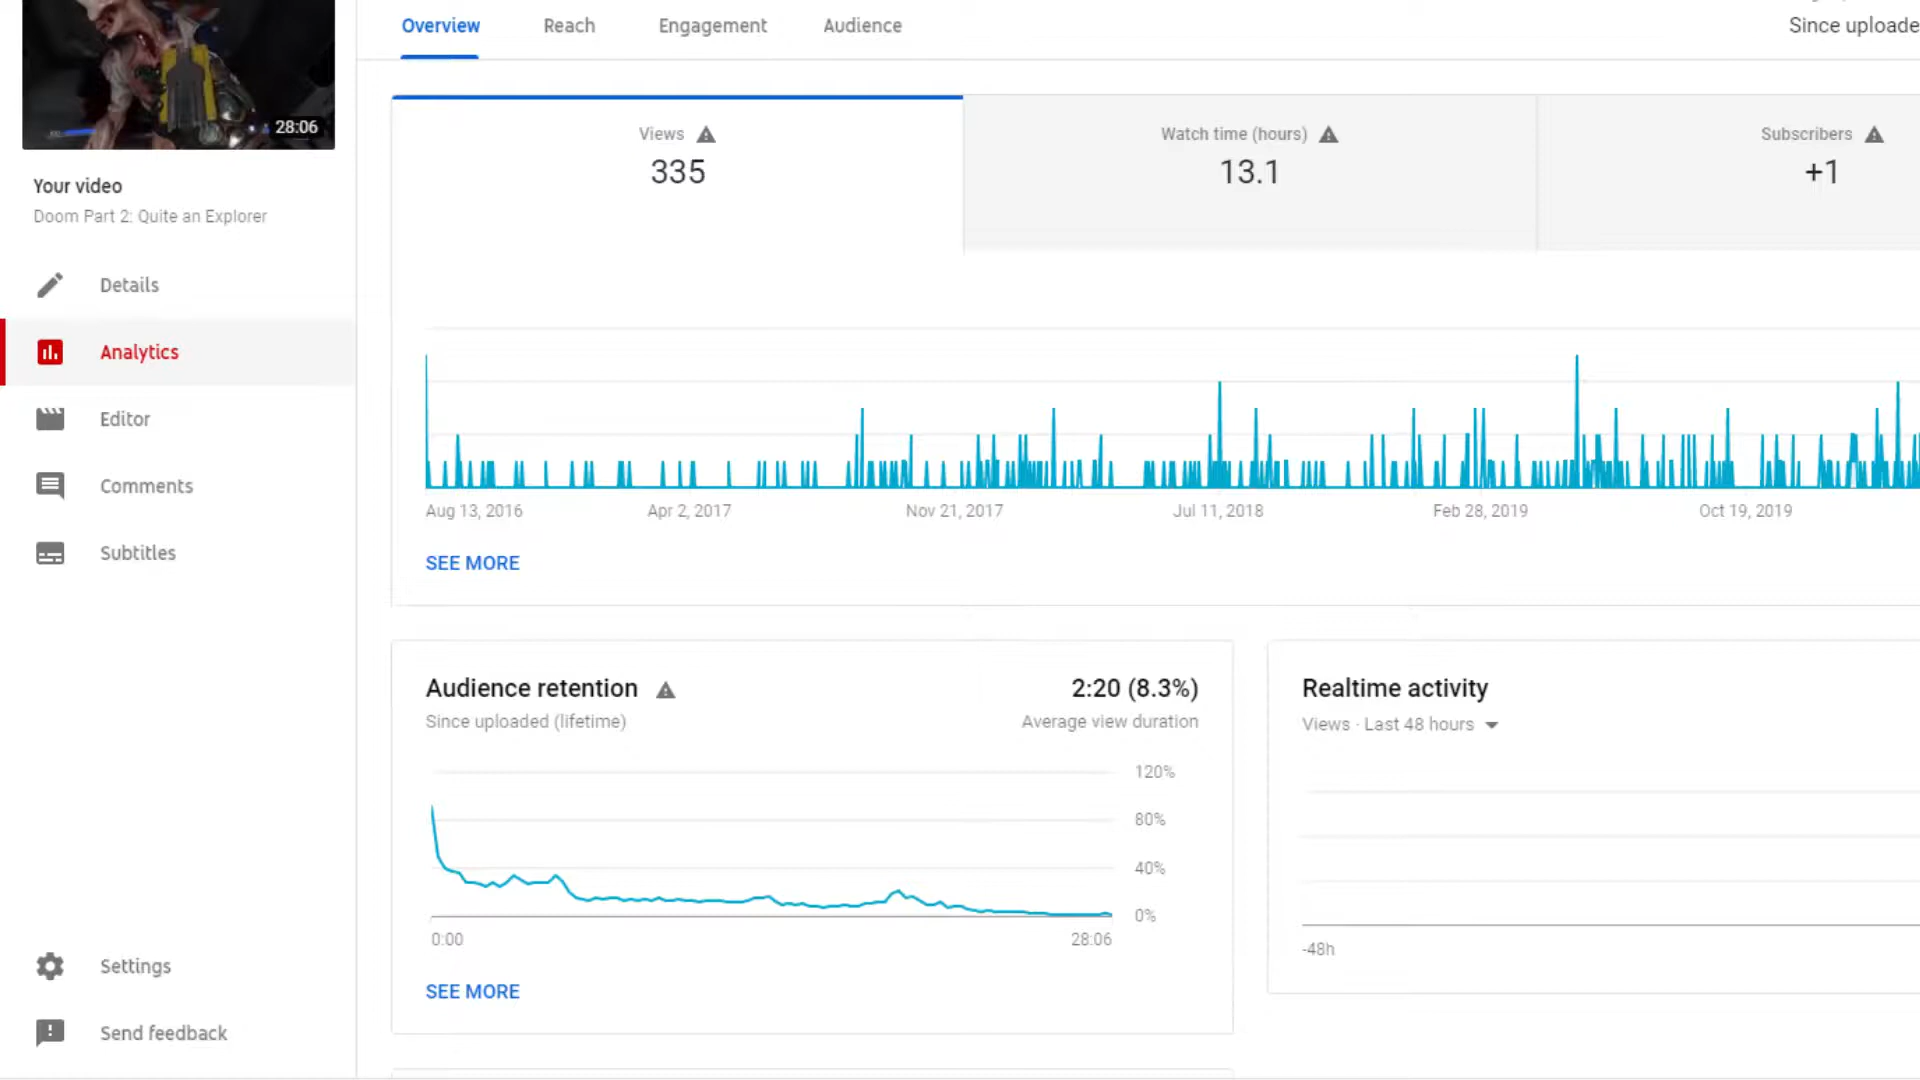 Overview Reach Engagement Audience
Since uploade
28:06
Your video
Doom Part 2: Quite an Explorer
Details
Analytics
Editor
Comments
Subtitles
Settings
Send feedback
Views
335
Watch time (hours)
13.1
Subscribers
+1
Aug 13, 2016 Apr 2, 2017 Nov 21, 2017 Jul 11, 2018 Feb 28, 2019 Oct 19, 2019
SEE MORE
Audience retention 2:20 (8.3%)
Since uploaded (lifetime) Average view duration
120%
80%
40%
0%
0:00 28:06
SEE MORE
Realtime activity
Views · Last 48 hours
-48h